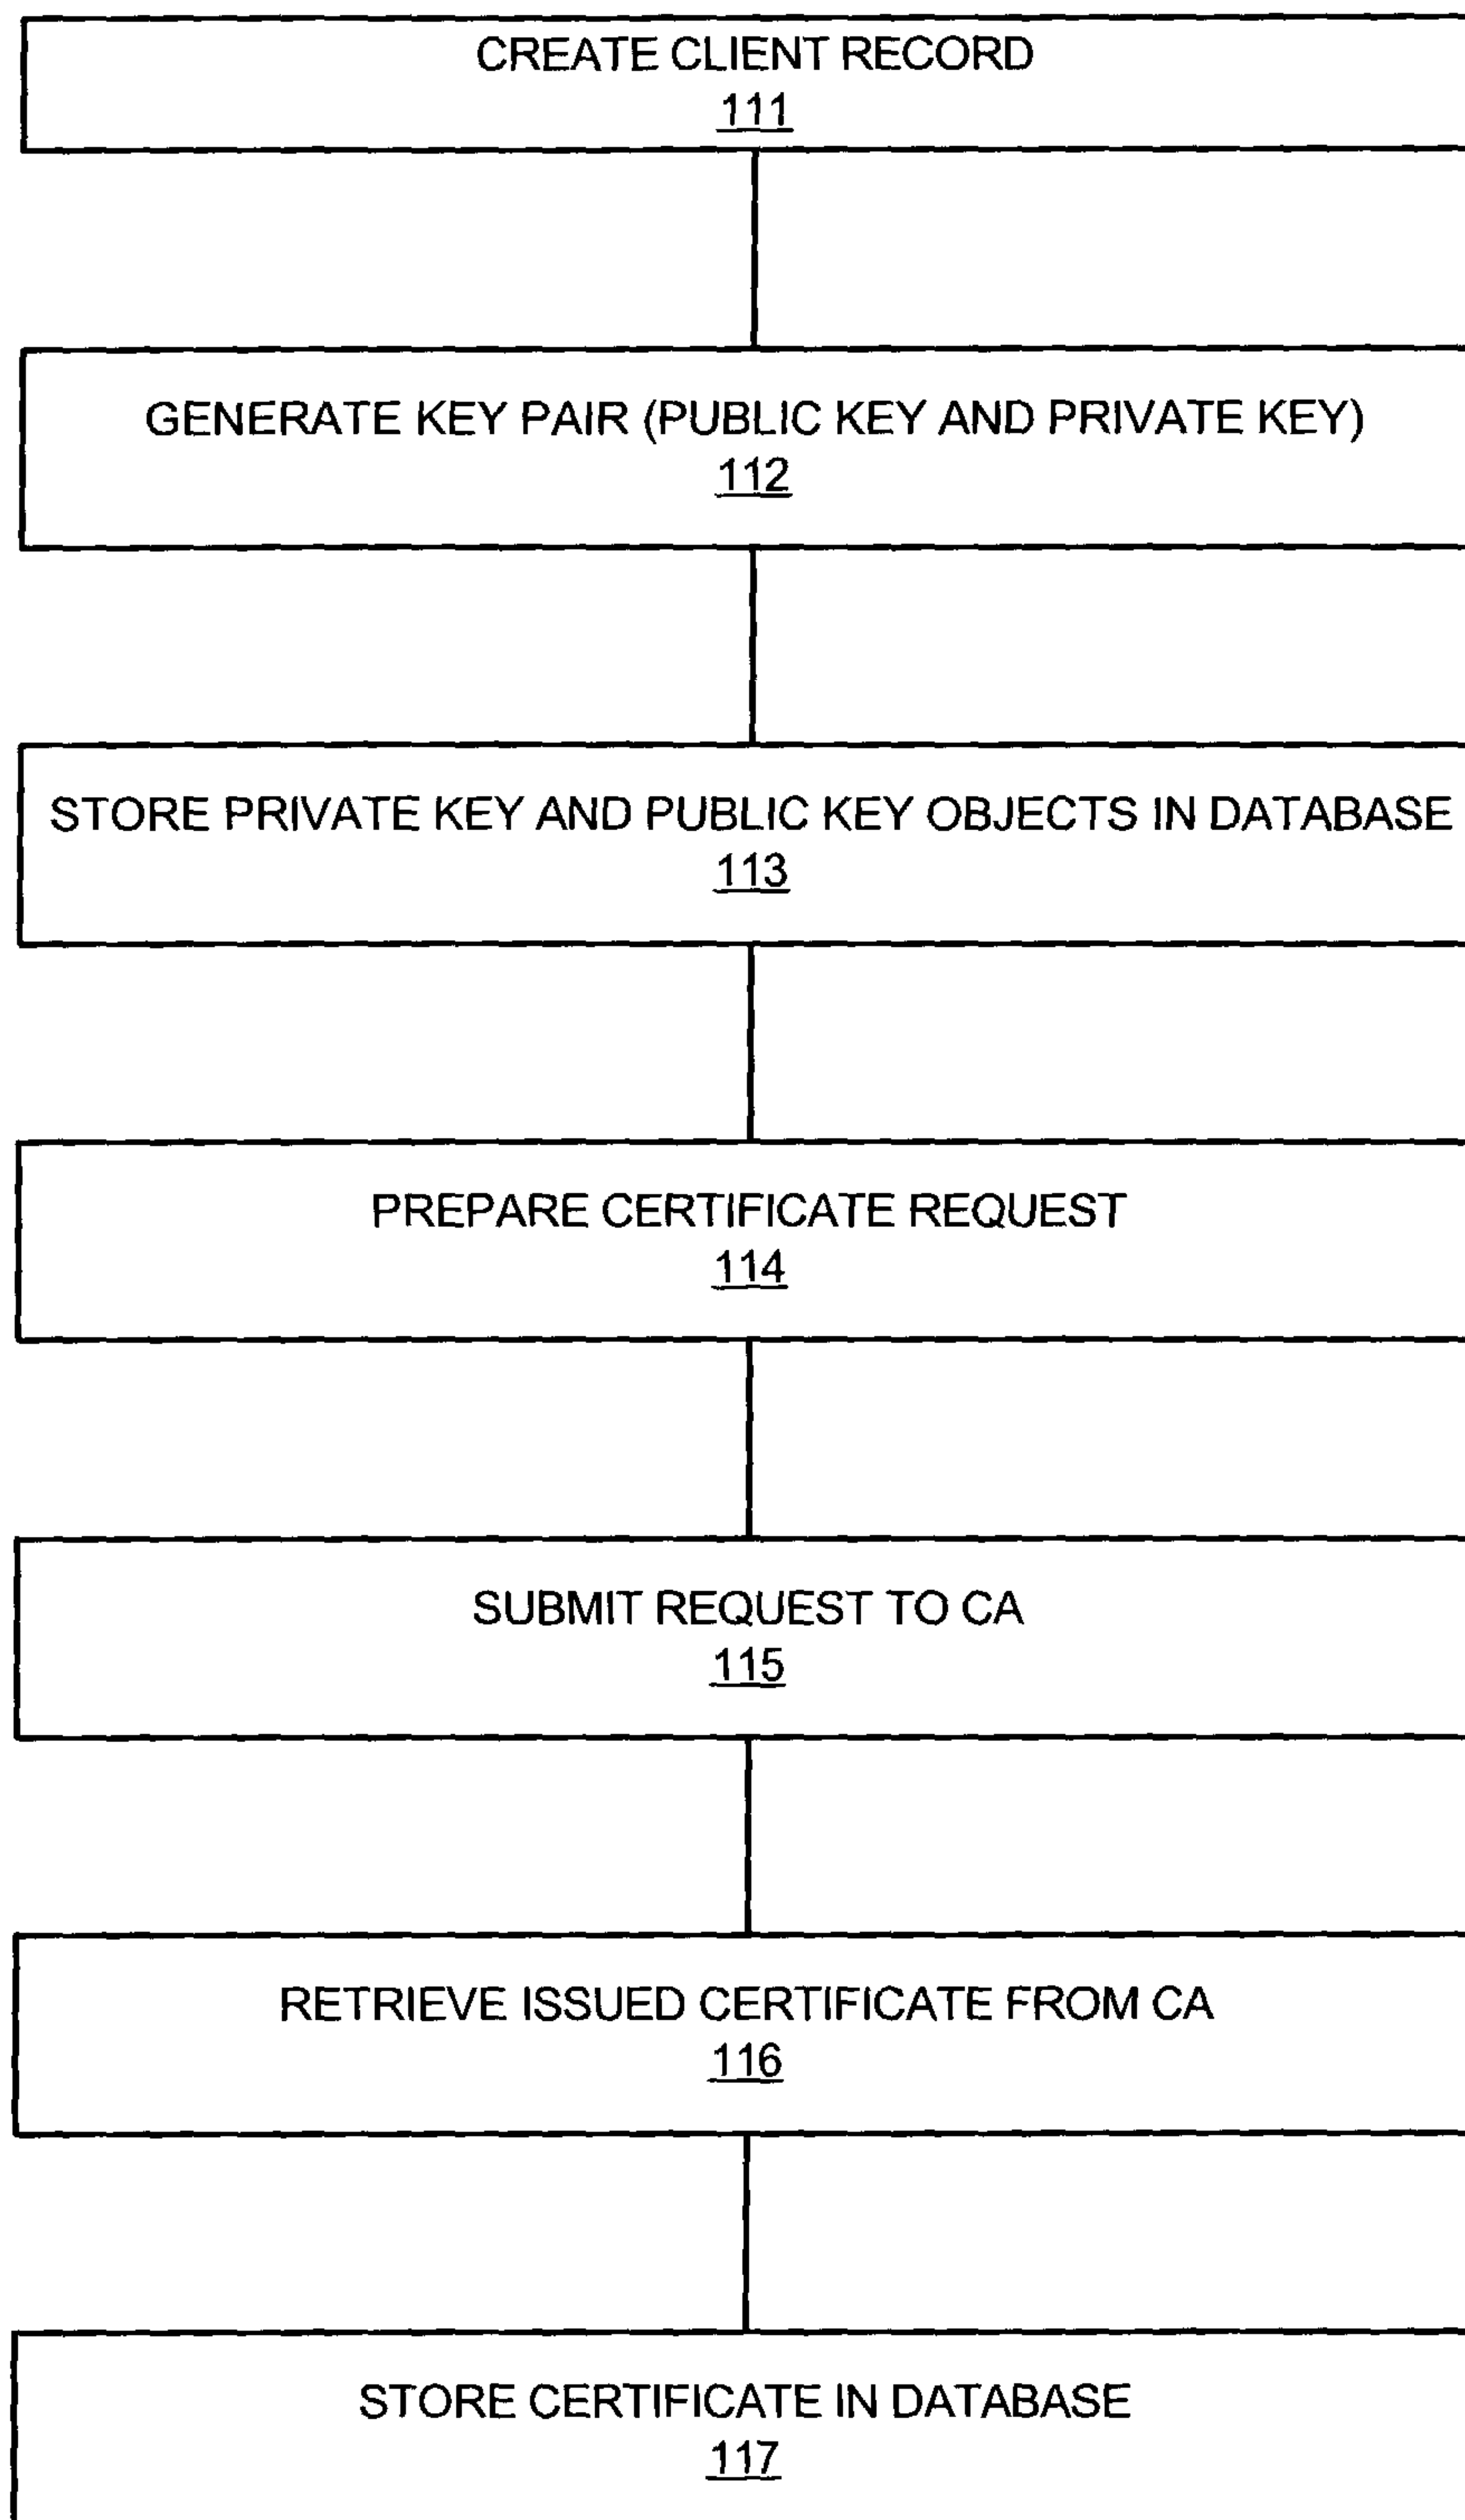 CREATE CLIENT RECORD
111
GENERATE KEY PAIR (PUBLIC KEY AND PRIVATE KEY)
112
STORE PRIVATE KEY AND PUBLIC KEY OBJECTS IN DATABASE
113
PREPARE CERTIFICATE REQUEST
114
SUBMIT REQUEST TO CA
115
RETRIEVE ISSUED CERTIFICATE FROM CA
116
STORE CERTIFICATE IN DATABASE
117